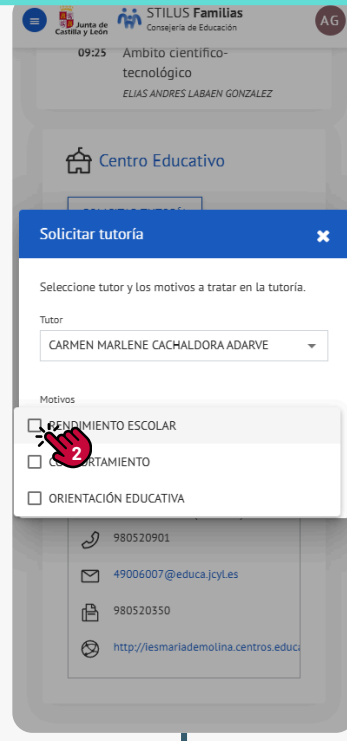 Junta de
Castilla y León
STILUS Familias
Consejería de Educación
AG
09:25 Ámbito científico-
tecnológico
ELIAS ANDRES LABAEN GONZALEZ
Centro Educativo
Solicitar tutoría
Seleccione tutor y los motivos a tratar en la tutoría.
Tutor
CARMEN MARLENE CACHALDORA ADARVE
Motivos
RENDIMIENTO ESCOLAR
2
COMPORTAMIENTO
ORIENTACIÓN EDUCATIVA
980520901
49006007@educa.jcyl.es
980520350
http://iesmariademolina.centros.educa